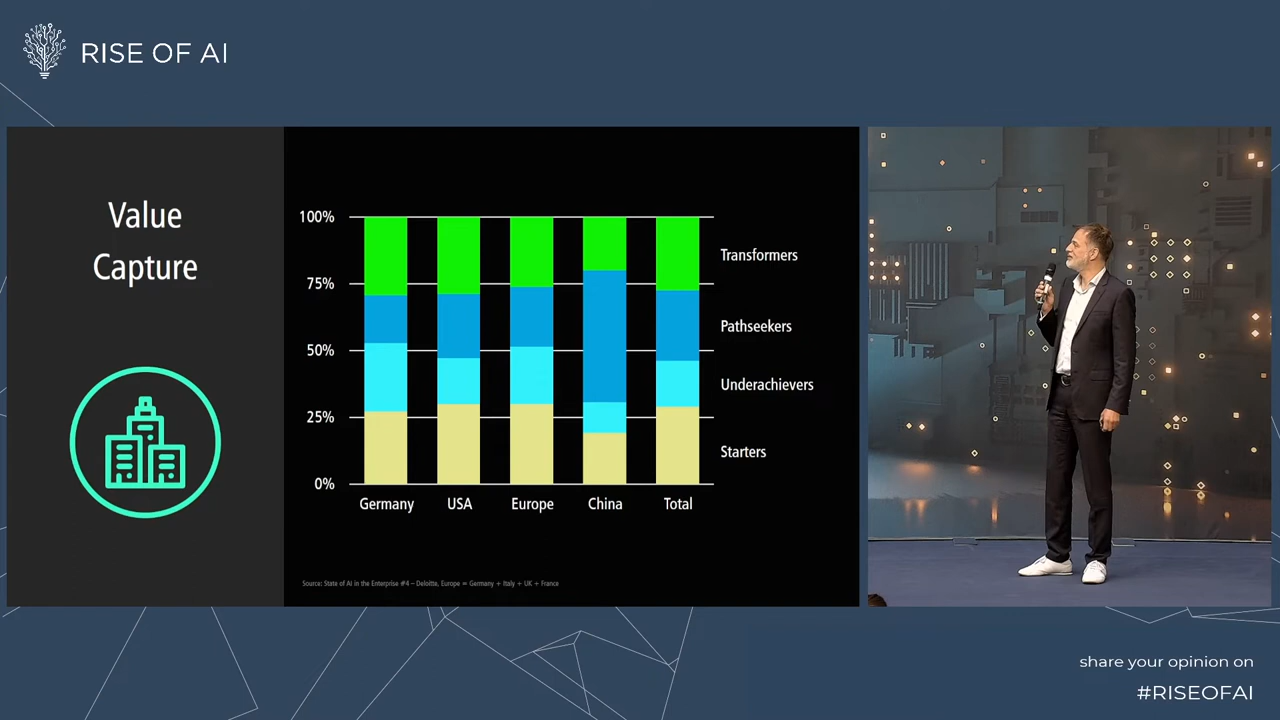 RISE OF AI
Value
Capture
100%
75%
50%
25%
0%
Transformers
Pathseekers
Underachievers
Starters
Germany USA Europe China Total
Source: State of AI in the Enterprise #4 – Deloitte, Europe = Germany + Italy + UK + France
share your opinion on
#RISEOFAI